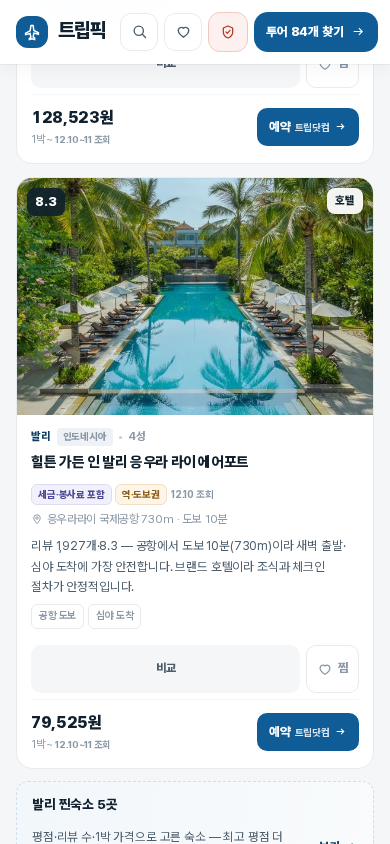 트립픽
투어 84개 찾기 →
비교
찜
128,523원
1박~ 12.10~11 조회
예약 트립닷컴 →
8.3
호텔
발리 인도네시아 • 4성
힐튼 가든 인 발리 응우라 라이 에어포트
세금·봉사료 포함 역·도보권 12.10 조회
응우라라이 국제공항 730m · 도보 10분
리뷰 1,927개·8.3 — 공항에서 도보 10분(730m)이라 새벽 출발·
심야 도착에 가장 안전합니다. 브랜드 호텔이라 조식과 체크인
절차가 안정적입니다.
공항 도보 심야 도착
비교
찜
79,525원
1박~ 12.10~11 조회
예약 트립닷컴 →
발리 찐숙소 5곳
평점·리뷰 수·1박 가격으로 고른 숙소 — 최고 평점 더